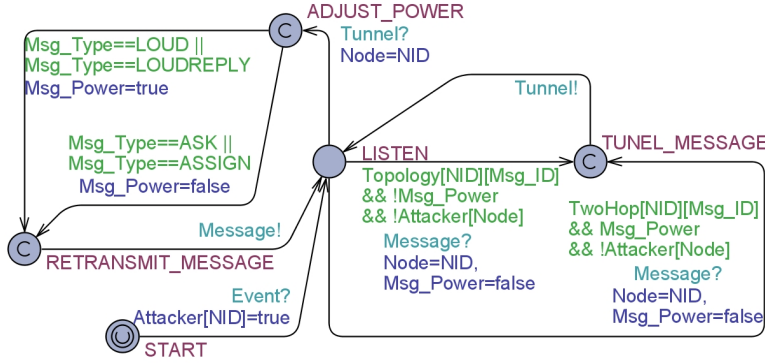 ADJUST_POWER
Tunnel?
Node=NID
Msg_Type==LOUD ||
Msg_Type==LOUDREPLY
Msg_Power=true
Tunnel!
Msg_Type==ASK ||
Msg_Type==ASSIGN
Msg_Power=false
LISTEN
TUNEL_MESSAGE
Topology[NID][Msg_ID]
&& !Msg_Power
&& !Attacker[Node]
Message?
Node=NID,
Msg_Power=false
TwoHop[NID][Msg_ID]
&& Msg_Power
&& !Attacker[Node]
Message?
Node=NID,
Msg_Power=false
Message!
RETRANSMIT_MESSAGE
Event?
Attacker[NID]=true
START
C
C
C
U